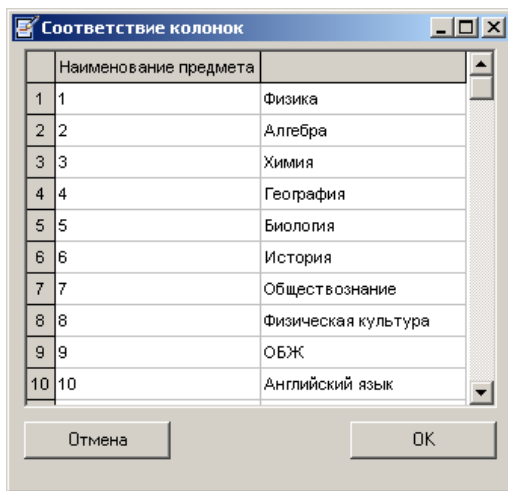 Соответствие колонок
Наименование предмета
1 1 Физика
2 2 Алгебра
3 3 Химия
4 4 География
5 5 Биология
6 6 История
7 7 Обществознание
8 8 Физическая культура
9 9 ОБЖ
10 10 Английский язык
Отмена OK